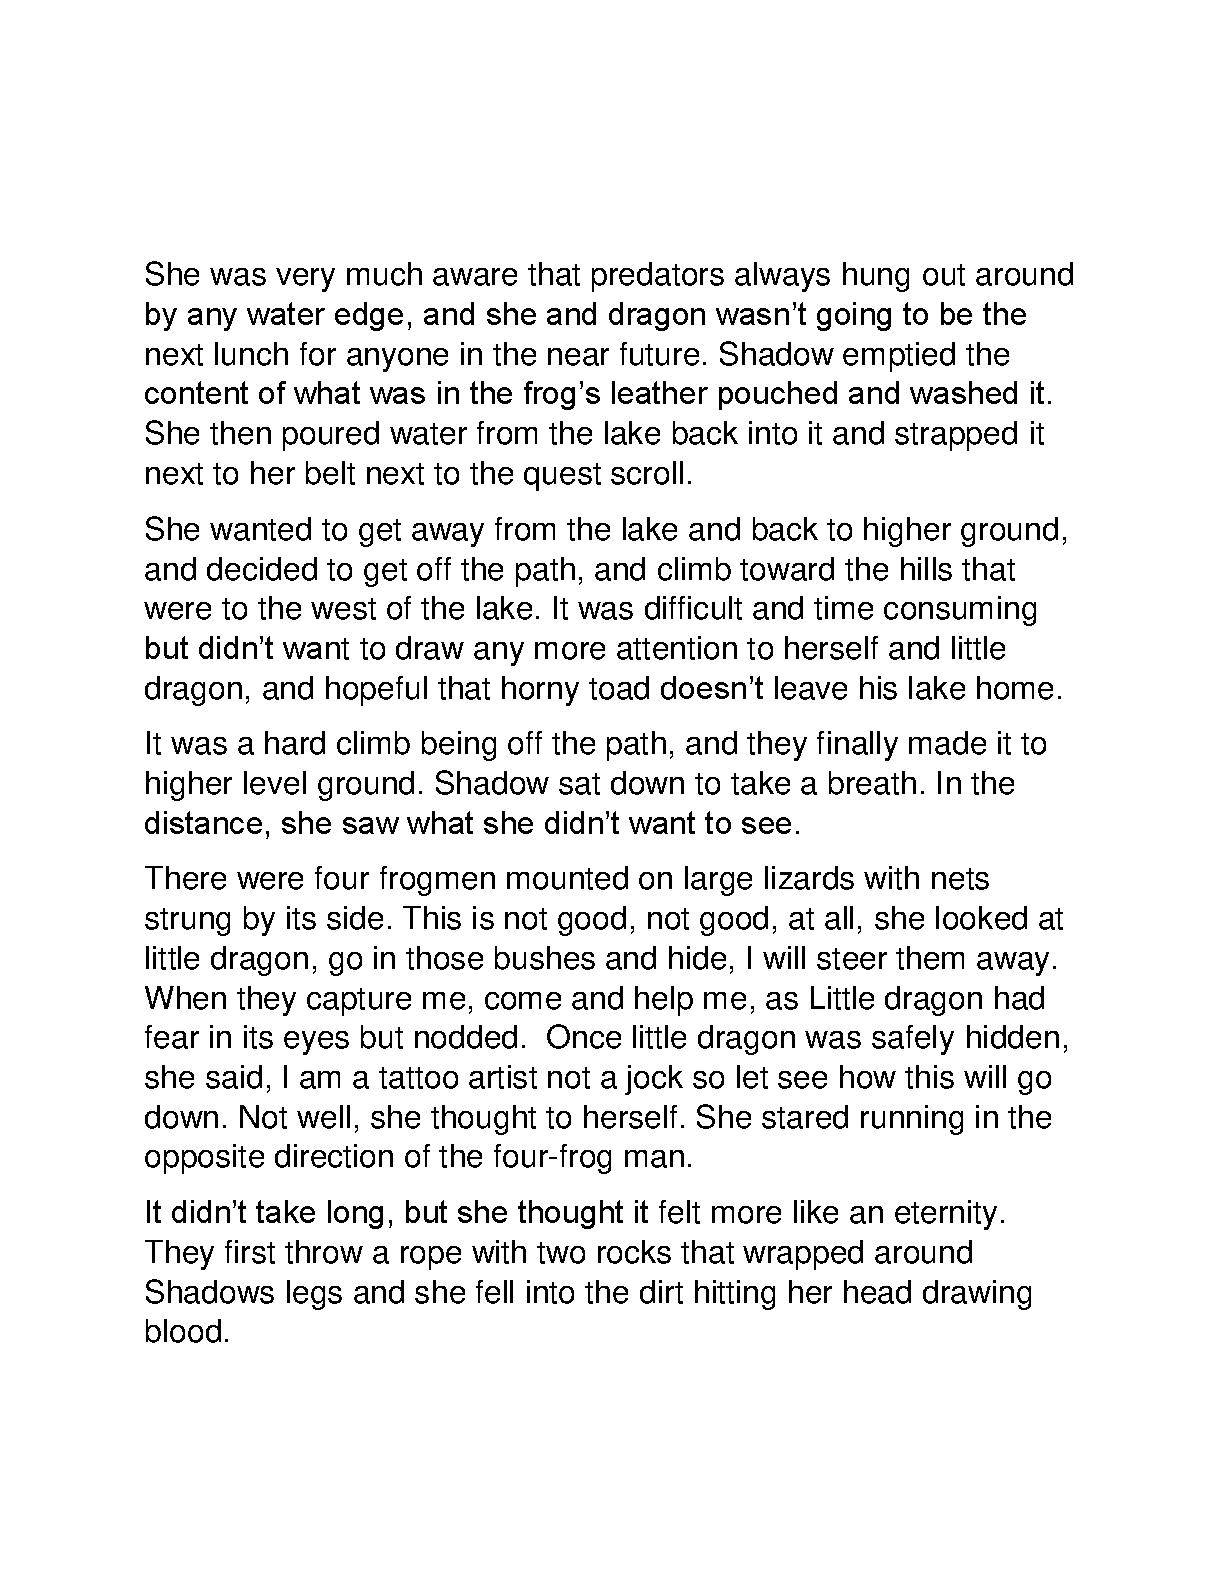 She was very much aware that predators always hung out around
by any water edge, and she and dragon wasn’t going to be the
next lunch for anyone in the near future. Shadow emptied the
content of what was in the frog’s leather pouched and washed it.
She then poured water from the lake back into it and strapped it
next to her belt next to the quest scroll.
She wanted to get away from the lake and back to higher ground,
and decided to get off the path, and climb toward the hills that
were to the west of the lake. It was difficult and time consuming
but didn’t want to draw any more attention to herself and little
dragon, and hopeful that horny toad doesn’t leave his lake home.
It was a hard climb being off the path, and they finally made it to
higher level ground. Shadow sat down to take a breath. In the
distance, she saw what she didn’t want to see.
There were four frogmen mounted on large lizards with nets
strung by its side. This is not good, not good, at all, she looked at
little dragon, go in those bushes and hide, I will steer them away.
When they capture me, come and help me, as Little dragon had
fear in its eyes but nodded.  Once little dragon was safely hidden,
she said, I am a tattoo artist not a jock so let see how this will go
down. Not well, she thought to herself. She stared running in the
opposite direction of the four-frog man.
It didn’t take long, but she thought it felt more like an eternity.
They first throw a rope with two rocks that wrapped around
Shadows legs and she fell into the dirt hitting her head drawing
blood.